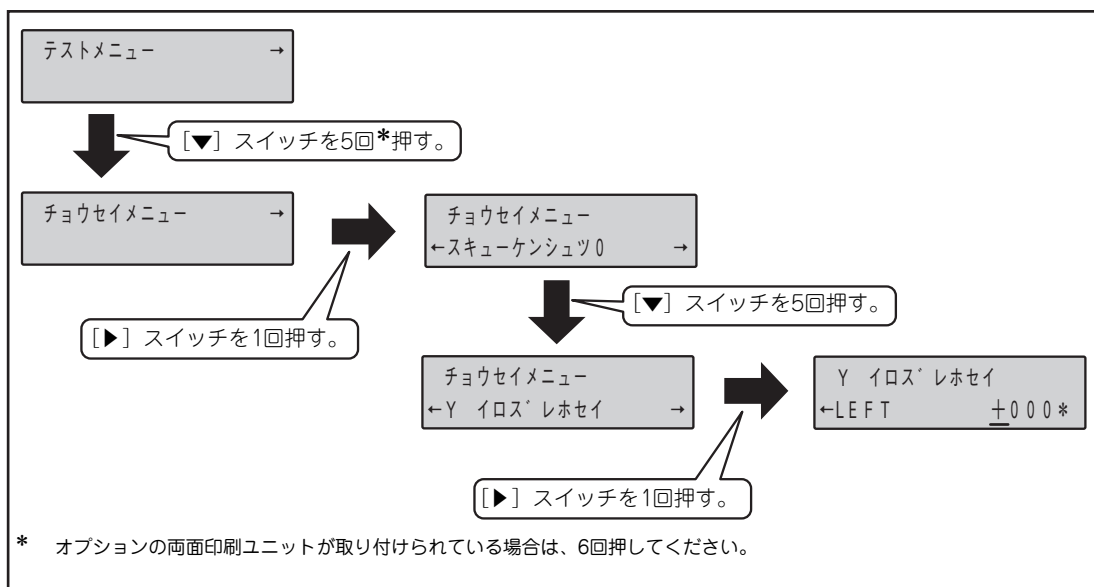 テストメニュー →
[▼] スイッチを5回*押す。
チョウセイメニュー →
チョウセイメニュー
←スキューケンシュツ0 →
[▶] スイッチを1回押す。
[▼] スイッチを5回押す。
チョウセイメニュー
←Y イロズレホセイ →
Y イロズレホセイ
←LEFT +000*
[▶] スイッチを1回押す。
* オプションの両面印刷ユニットが取り付けられている場合は、6回押してください。